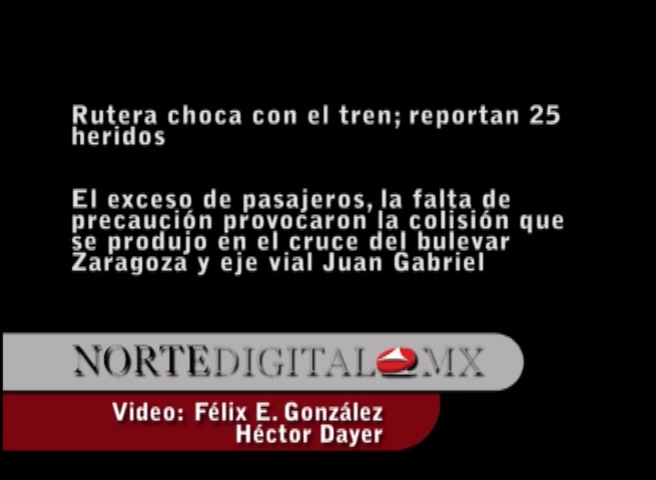 Rutera choca con el tren; reportan 25
heridos
El exceso de pasajeros, la falta de
precaución provocaron la colisión que
se produjo en el cruce del bulevar
Zaragoza y eje vial Juan Gabriel
NORTEDIGITAL MX
Video: Félix E. González
Héctor Dayer